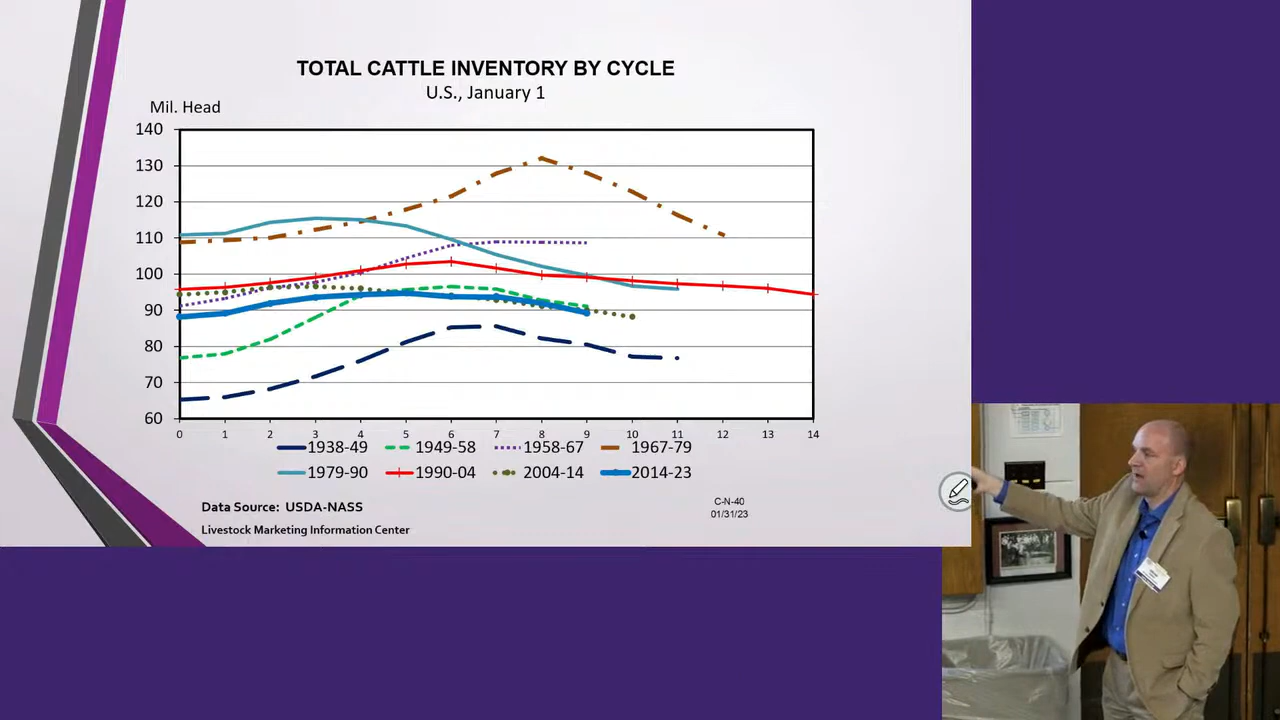 TOTAL CATTLE INVENTORY BY CYCLE
U.S., January 1
Mil. Head
140
130
120
110
100
90
80
70
60
0 1 2 3 4 5 6 7 8 9 10 11 12 13 14
1938-49 1949-58 1958-67 1967-79
1979-90 1990-04 2004-14 2014-23
Data Source: USDA-NASS
Livestock Marketing Information Center
C-N-40
01/31/23